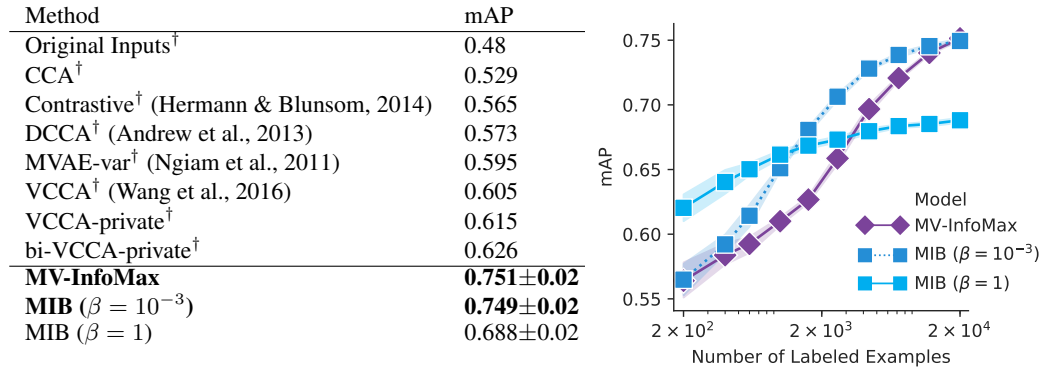 Method mAP
Original Inputs† 0.48
CCA† 0.529
Contrastive† (Hermann & Blunsom, 2014) 0.565
DCCA† (Andrew et al., 2013) 0.573
MVAE-var† (Ngiam et al., 2011) 0.595
VCCA† (Wang et al., 2016) 0.605
VCCA-private† 0.615
bi-VCCA-private† 0.626
MV-InfoMax 0.751±0.02
MIB (β = 10⁻³) 0.749±0.02
MIB (β = 1) 0.688±0.02
mAP
0.75
0.70
0.65
0.60
0.55
Model
MV-InfoMax
MIB (β = 10⁻³)
MIB (β = 1)
2 × 10² 2 × 10³ 2 × 10⁴
Number of Labeled Examples